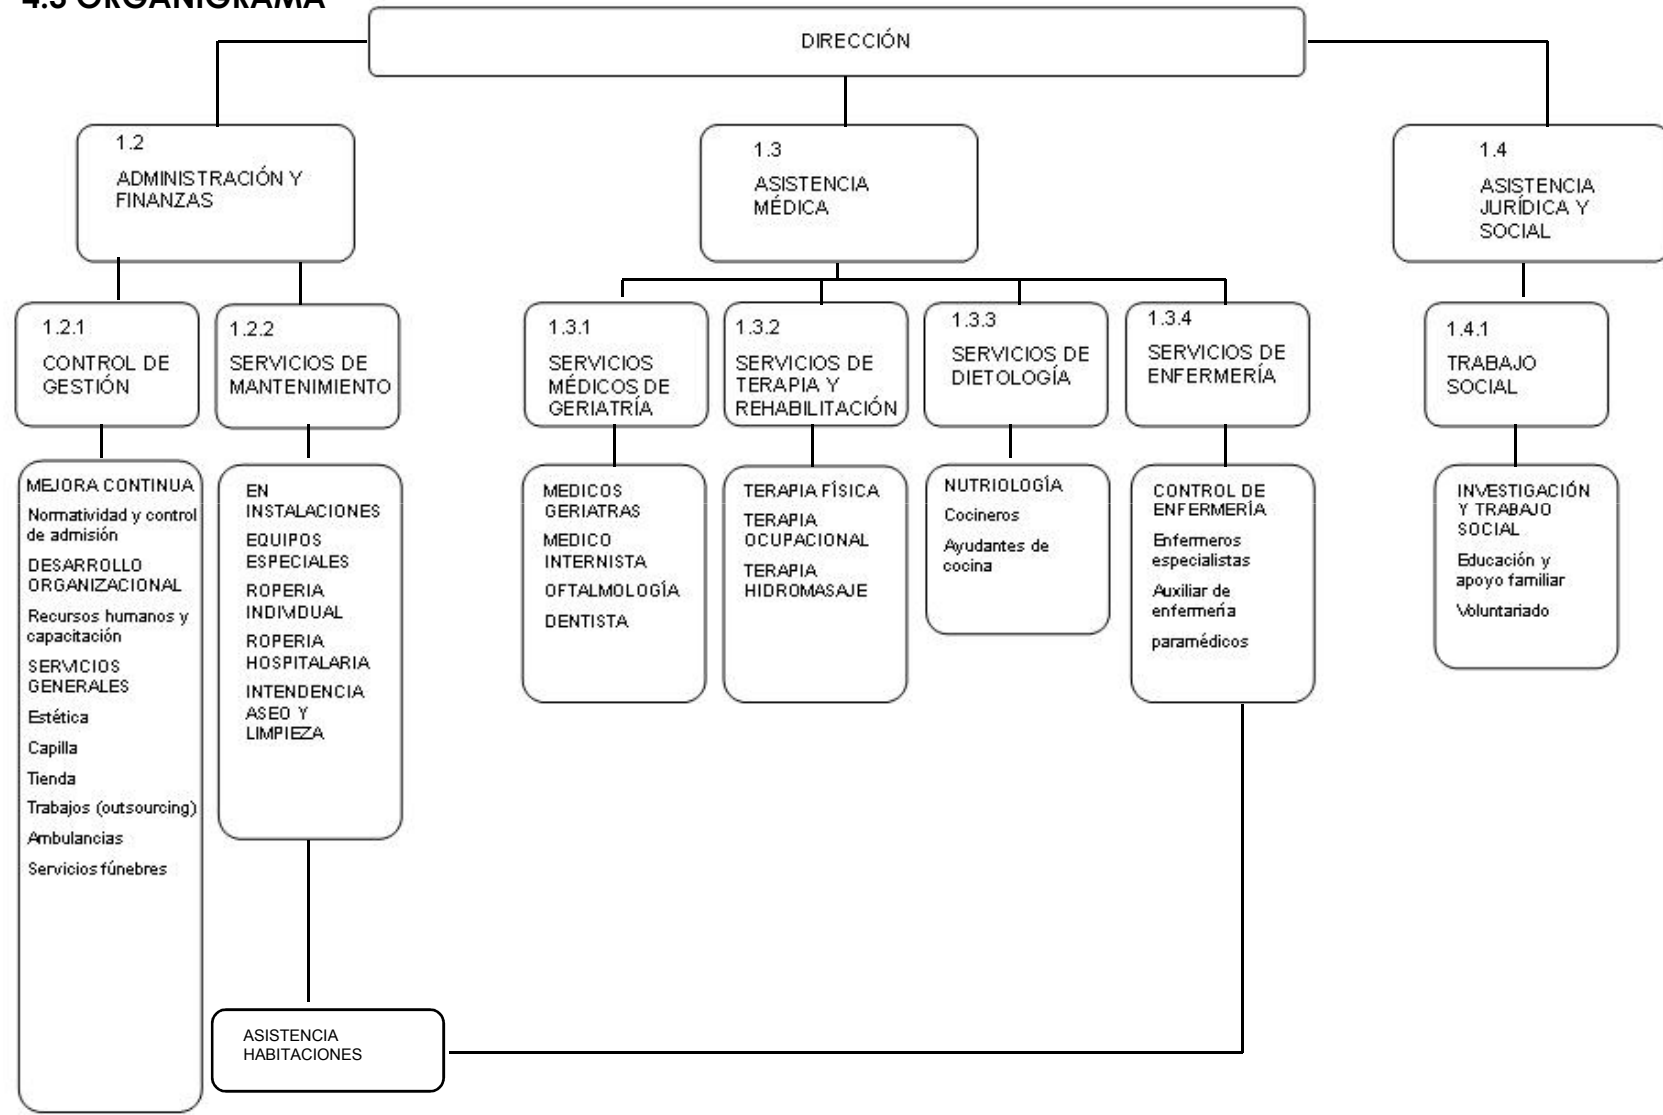 4.3 ORGANIGRAMA
DIRECCIÓN
1.2
ADMINISTRACIÓN Y
FINANZAS
1.3
ASISTENCIA
MÉDICA
1.4
ASISTENCIA
JURÍDICA Y
SOCIAL
1.2.1
CONTROL DE
GESTIÓN
1.2.2
SERVICIOS DE
MANTENIMIENTO
1.3.1
SERVICIOS
MÉDICOS DE
GERIATRÍA
1.3.2
SERVICIOS DE
TERAPIA Y
REHABILITACIÓN
1.3.3
SERVICIOS DE
DIETOLOGÍA
1.3.4
SERVICIOS DE
ENFERMERÍA
1.4.1
TRABAJO
SOCIAL
MEJORA CONTINUA
Normatividad y control
de admisión
DESARROLLO
ORGANIZACIONAL
Recursos humanos y
capacitación
SERVICIOS
GENERALES
Estética
Capilla
Tienda
Trabajos (outsourcing)
Ambulancias
Servicios fúnebres
EN
INSTALACIONES
EQUIPOS
ESPECIALES
ROPERIA
INDIVIDUAL
ROPERIA
HOSPITALARIA
INTENDENCIA
ASEO Y
LIMPIEZA
MEDICOS
GERIATRAS
MEDICO
INTERNISTA
OFTALMOLOGÍA
DENTISTA
TERAPIA FÍSICA
TERAPIA
OCUPACIONAL
TERAPIA
HIDROMASAJE
NUTRIOLOGÍA
Cocineros
Ayudantes de
cocina
CONTROL DE
ENFERMERÍA
Enfermeros
especialistas
Auxiliar de
enfermería
paramédicos
INVESTIGACIÓN
Y TRABAJO
SOCIAL
Educación y
apoyo familiar
Voluntariado
ASISTENCIA
HABITACIONES